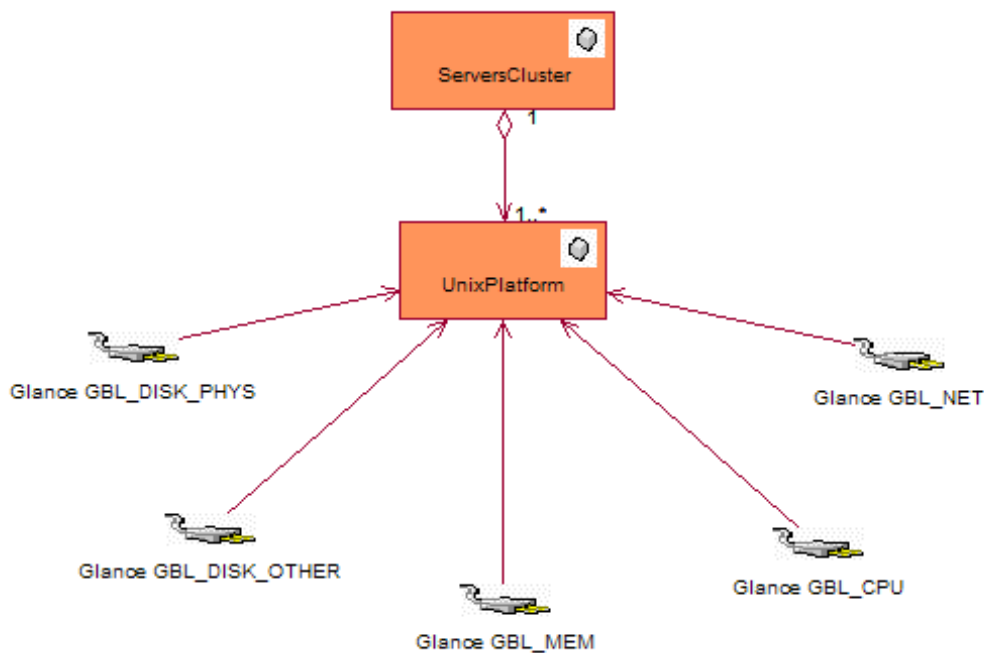 ServersCluster
1
1..*
UnixPlatform
Glance GBL_DISK_PHYS
Glance GBL_NET
Glance GBL_DISK_OTHER
Glance GBL_CPU
Glance GBL_MEM